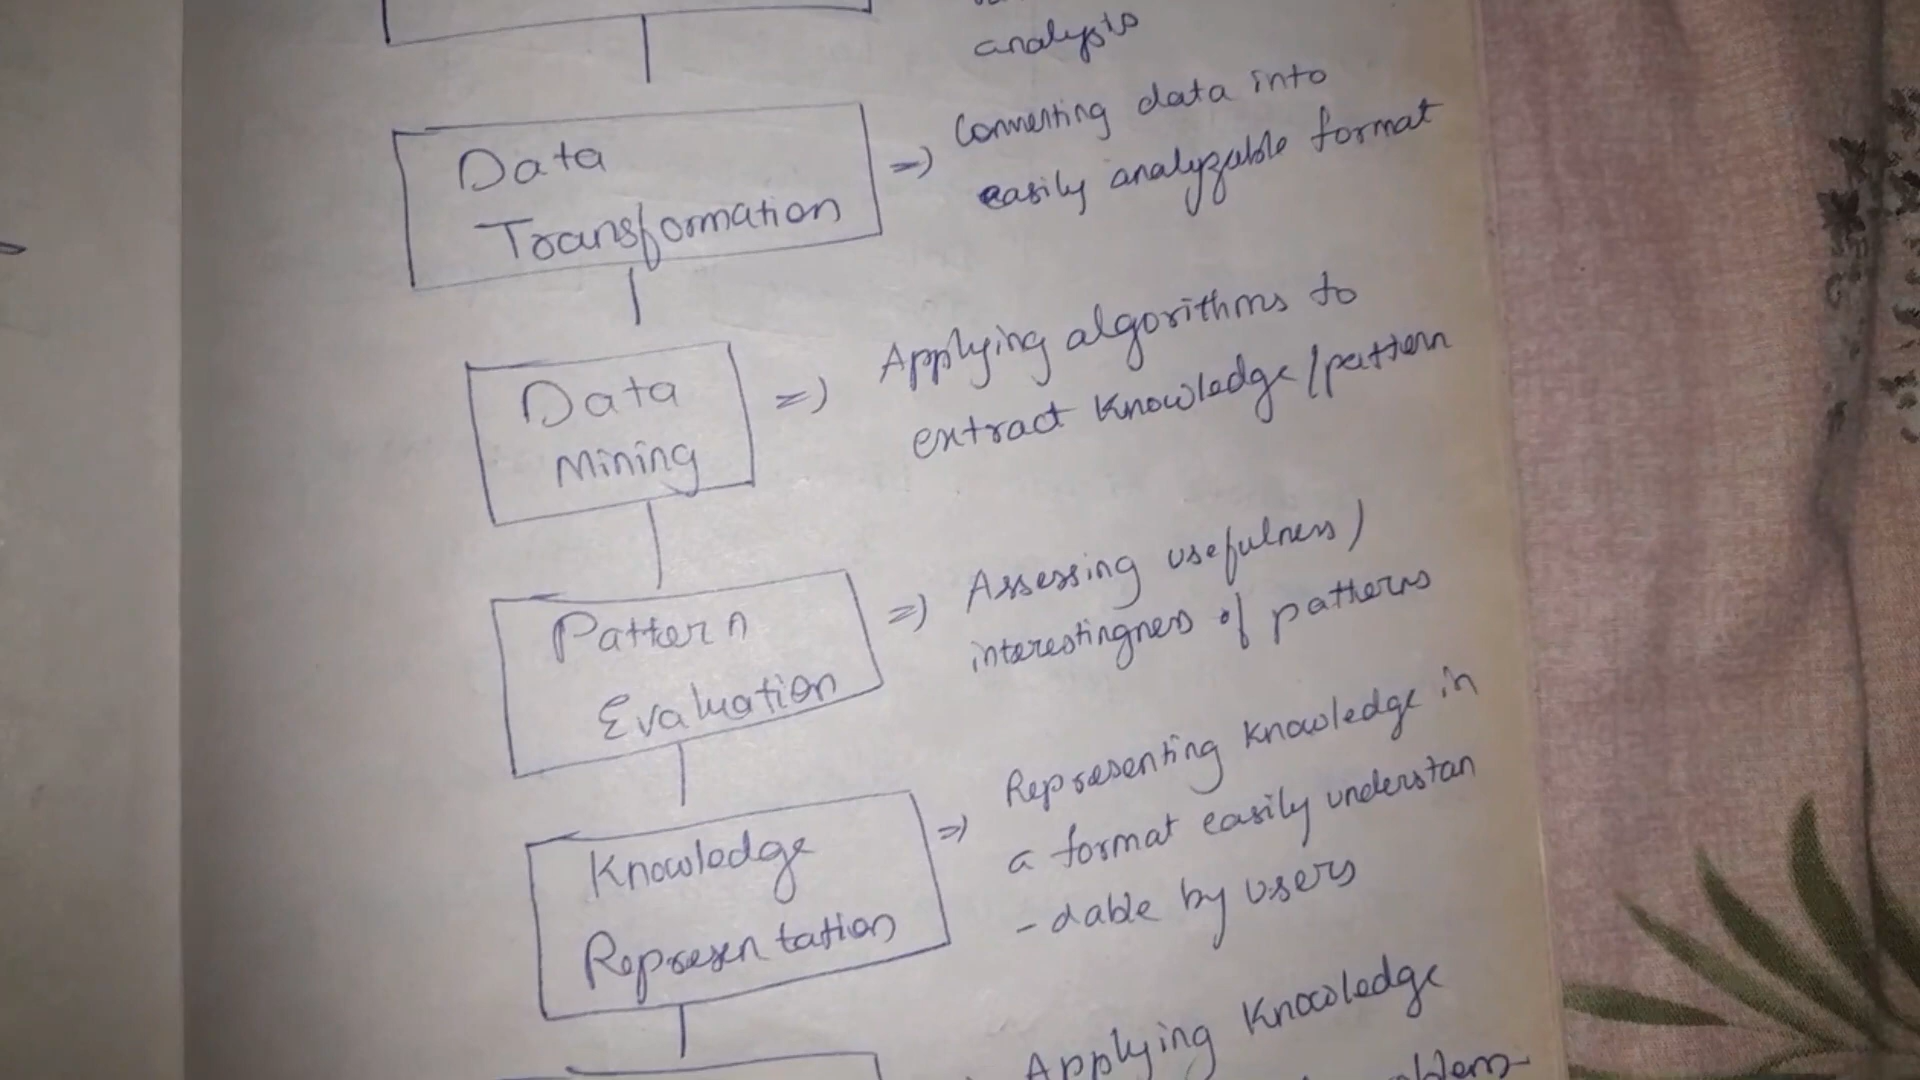 analysis
Data
Transformation
=> Converting data into
easily analyzable format
Data
Mining
=> Applying algorithms to
extract knowledge/pattern
Pattern
Evaluation
=> Assessing usefulness/
interestingness of patterns
Knowledge
Representation
=> Representing knowledge in
a format easily understan
- dable by users
Applying knowledge